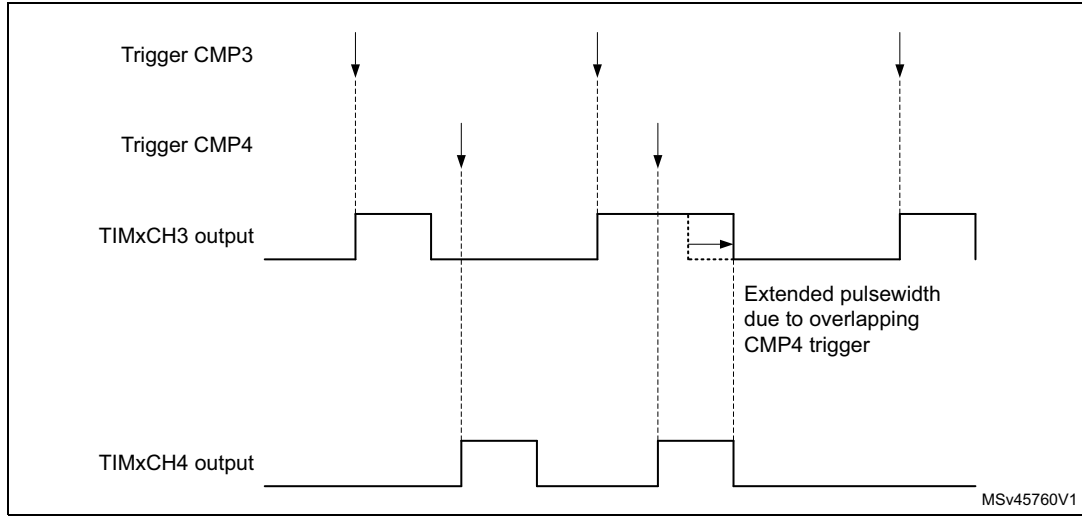 Trigger CMP3
Trigger CMP4
TIMxCH3 output
Extended pulsewidth
due to overlapping
CMP4 trigger
TIMxCH4 output
MSv45760V1